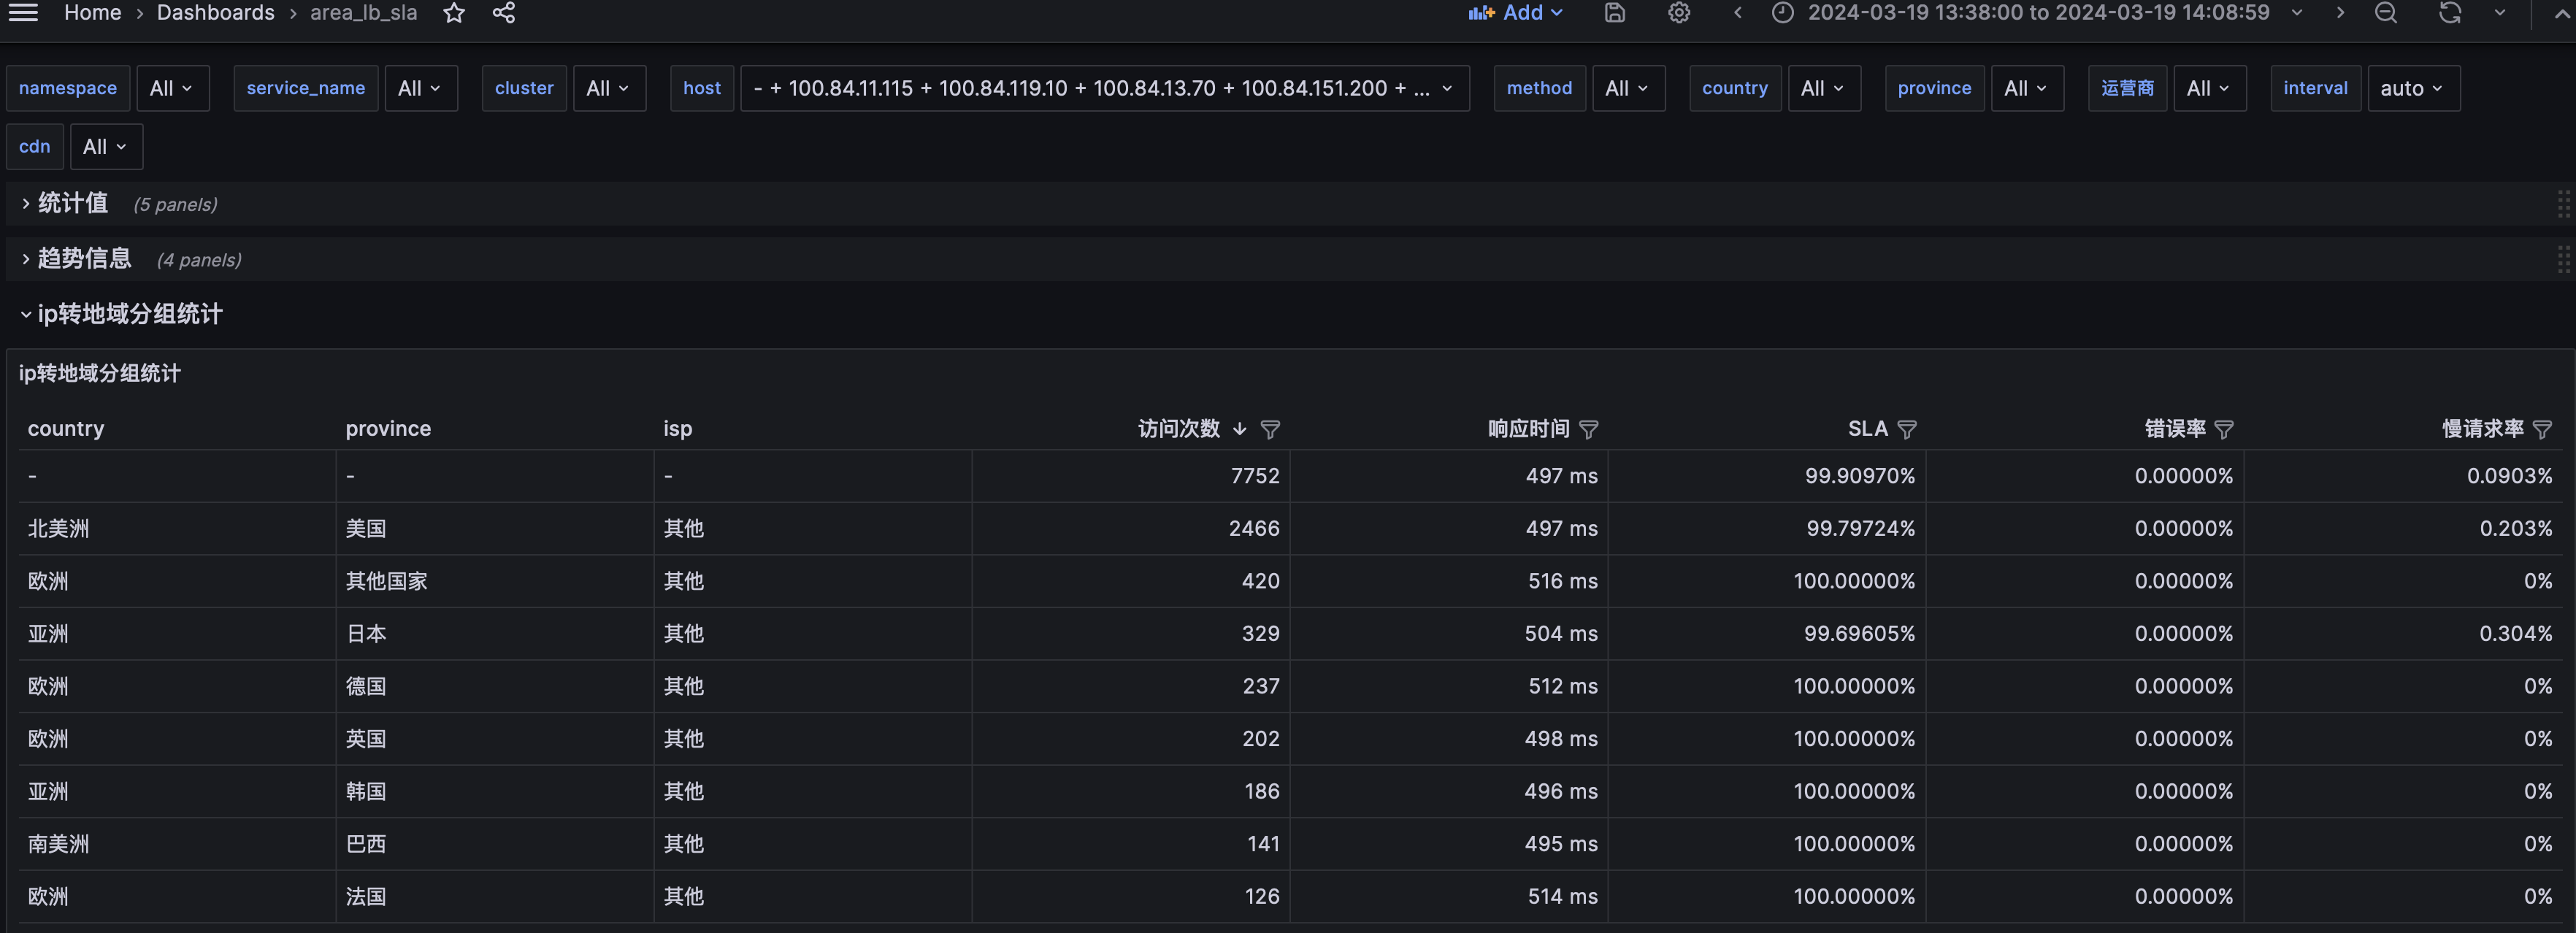 Home › Dashboards › area_lb_sla Add 2024-03-19 13:38:00 to 2024-03-19 14:08:59
namespace All service_name All cluster All host - + 100.84.11.115 + 100.84.119.10 + 100.84.13.70 + 100.84.151.200 + ... method All country All province All 运营商 All interval auto
cdn All
统计值 (5 panels)
趋势信息 (4 panels)
ip转地域分组统计
ip转地域分组统计
country province isp 访问次数 响应时间 SLA 错误率 慢请求率
- - - 7752 497 ms 99.90970% 0.00000% 0.0903%
北美洲 美国 其他 2466 497 ms 99.79724% 0.00000% 0.203%
欧洲 其他国家 其他 420 516 ms 100.00000% 0.00000% 0%
亚洲 日本 其他 329 504 ms 99.69605% 0.00000% 0.304%
欧洲 德国 其他 237 512 ms 100.00000% 0.00000% 0%
欧洲 英国 其他 202 498 ms 100.00000% 0.00000% 0%
亚洲 韩国 其他 186 496 ms 100.00000% 0.00000% 0%
南美洲 巴西 其他 141 495 ms 100.00000% 0.00000% 0%
欧洲 法国 其他 126 514 ms 100.00000% 0.00000% 0%